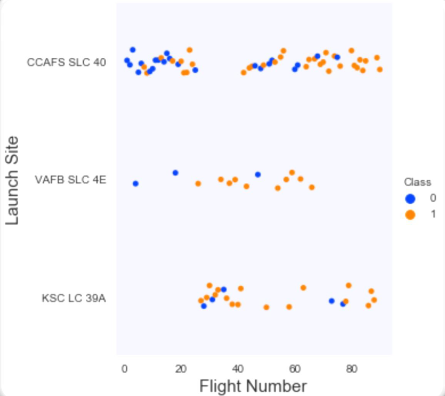 CCAFS SLC 40
VAFB SLC 4E
KSC LC 39A
Launch Site
0 20 40 60 80
Flight Number
Class
0
1